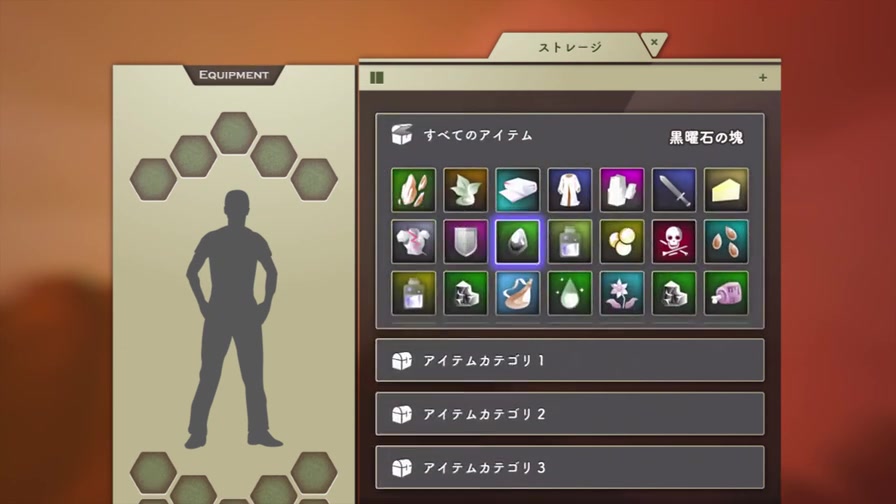 ストレージ
EQUIPMENT
すべてのアイテム
黒曜石の塊
アイテムカテゴリ 1
アイテムカテゴリ 2
アイテムカテゴリ 3